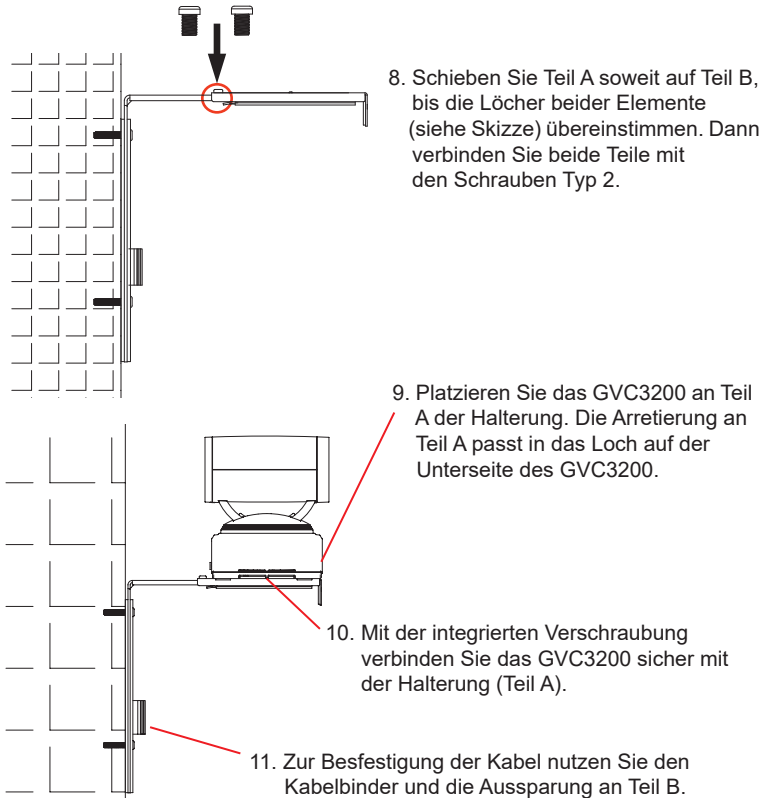 8. Schieben Sie Teil A soweit auf Teil B,
bis die Löcher beider Elemente
(siehe Skizze) übereinstimmen. Dann
verbinden Sie beide Teile mit
den Schrauben Typ 2.
9. Platzieren Sie das GVC3200 an Teil
A der Halterung. Die Arretierung an
Teil A passt in das Loch auf der
Unterseite des GVC3200.
10. Mit der integrierten Verschraubung
verbinden Sie das GVC3200 sicher mit
der Halterung (Teil A).
11. Zur Besfestigung der Kabel nutzen Sie den
Kabelbinder und die Aussparung an Teil B.